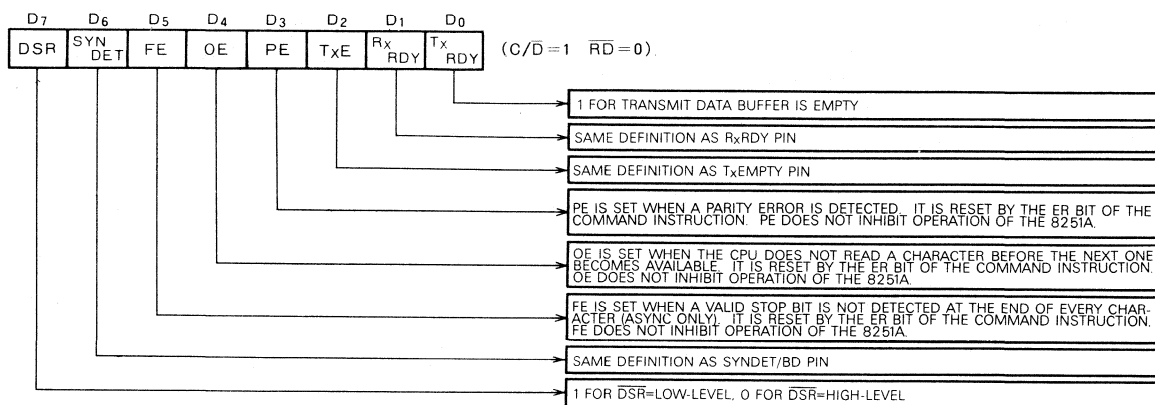 D7 D6 D5 D4 D3 D2 D1 D0
DSR SYN DET FE OE PE TXE RX RDY TX RDY (C/D̅=1 R̅D̅=0).
1 FOR TRANSMIT DATA BUFFER IS EMPTY
SAME DEFINITION AS RXRDY PIN
SAME DEFINITION AS TXEMPTY PIN
PE IS SET WHEN A PARITY ERROR IS DETECTED. IT IS RESET BY THE ER BIT OF THE
COMMAND INSTRUCTION. PE DOES NOT INHIBIT OPERATION OF THE 8251A.
OE IS SET WHEN THE CPU DOES NOT READ A CHARACTER BEFORE THE NEXT ONE
BECOMES AVAILABLE. IT IS RESET BY THE ER BIT OF THE COMMAND INSTRUCTION.
OE DOES NOT INHIBIT OPERATION OF THE 8251A.
FE IS SET WHEN A VALID STOP BIT IS NOT DETECTED AT THE END OF EVERY CHAR-
ACTER (ASYNC ONLY). IT IS RESET BY THE ER BIT OF THE COMMAND INSTRUCTION.
FE DOES NOT INHIBIT OPERATION OF THE 8251A.
SAME DEFINITION AS SYNDET/BD PIN
1 FOR D̅S̅R̅=LOW-LEVEL, 0 FOR D̅S̅R̅=HIGH-LEVEL